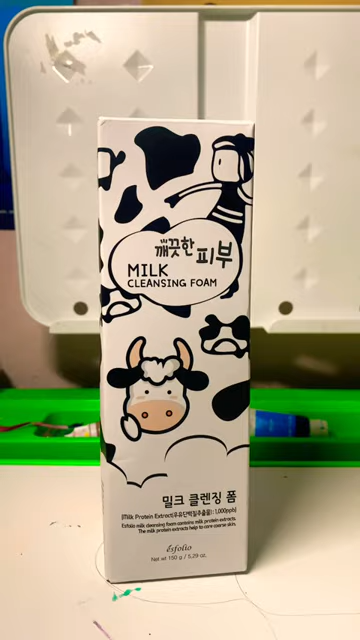 깨끗한 피부
MILK
CLEANSING FOAM
밀크 클렌징 폼
[Milk Protein Extract(우유단백질추출물): 1,000ppb]
Esfolio milk cleansing foam contains milk protein extracts.
The milk protein extracts help to care coarse skin.
esfolio
Net wt 150 g / 5.29 oz.